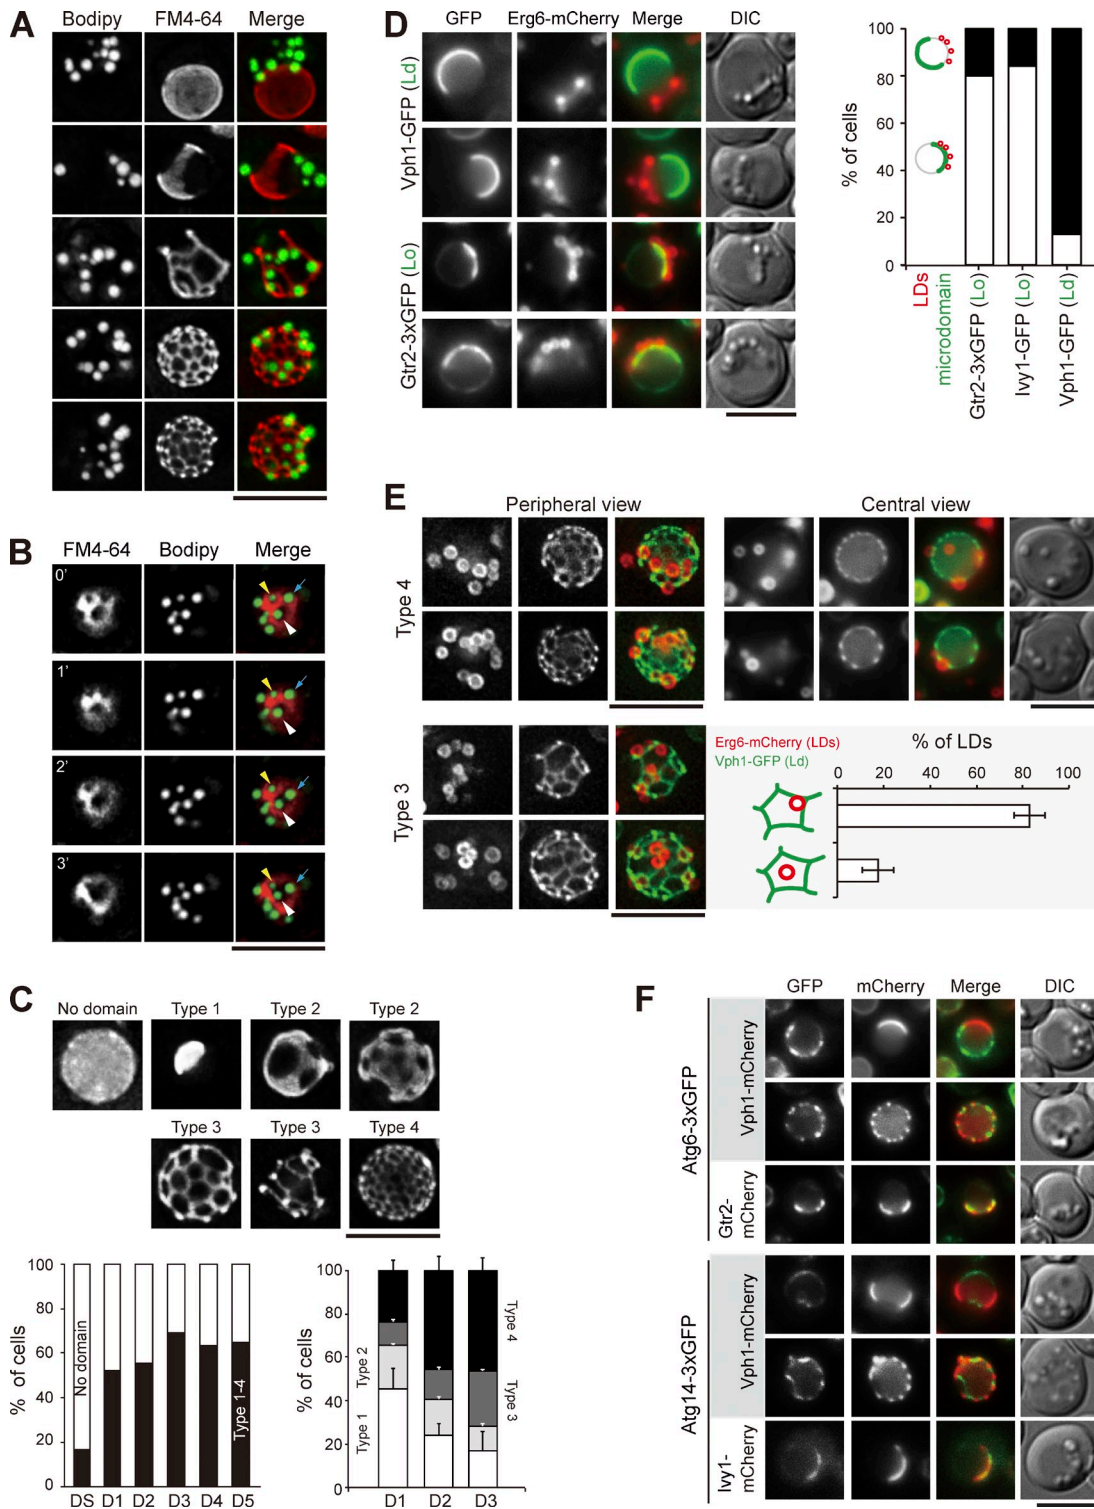 A
Bodipy FM4-64 Merge
B
FM4-64 Bodipy Merge
0'
1'
2'
3'
C
No domain Type 1 Type 2 Type 2
Type 3 Type 3 Type 4
% of cells
100
80
60
40
20
0
No domain
Type 1-4
DS D1 D2 D3 D4 D5
% of cells
100
80
60
40
20
0
Type 1
Type 2
Type 3
Type 4
D1 D2 D3
D
GFP Erg6-mCherry Merge DIC
Vph1-GFP (Ld)
Gtr2-3xGFP (Lo)
% of cells
100
80
60
40
20
0
LDs
microdomain
Gtr2-3xGFP (Lo)
Ivy1-GFP (Lo)
Vph1-GFP (Ld)
E
Peripheral view Central view
Type 4
Type 3
Erg6-mCherry (LDs)
Vph1-GFP (Ld)
% of LDs
0 20 40 60 80 100
F
GFP mCherry Merge DIC
Atg6-3xGFP
Vph1-mCherry
Gtr2-
mCherry
Atg14-3xGFP
Vph1-mCherry
Ivy1-
mCherry